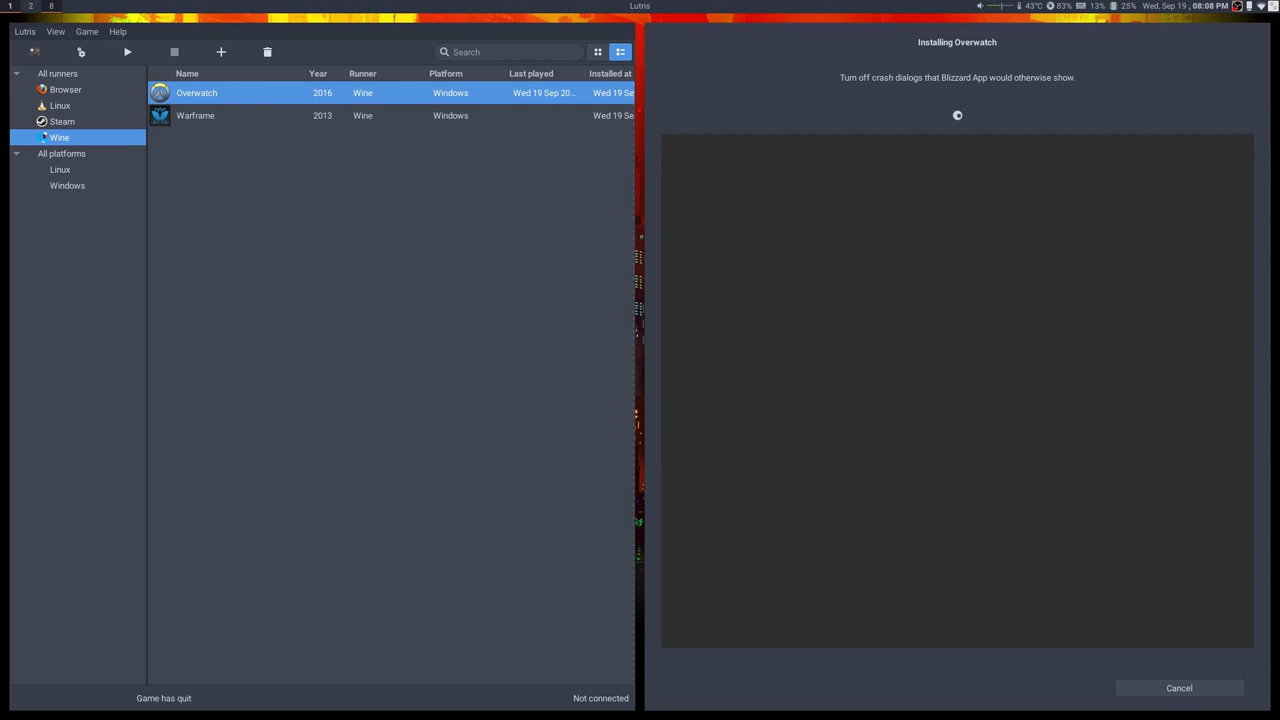 1 2 8 Lutris 43°C 83% 13% 25% Wed, Sep 19 , 08:08 PM
Lutris View Game Help
Search
All runners
Browser
Linux
Steam
Wine
All platforms
Linux
Windows
Name Year Runner Platform Last played Installed at
Overwatch 2016 Wine Windows Wed 19 Sep 20... Wed 19 Se
Warframe 2013 Wine Windows Wed 19 Se
Game has quit Not connected
Installing Overwatch
Turn off crash dialogs that Blizzard App would otherwise show.
Cancel